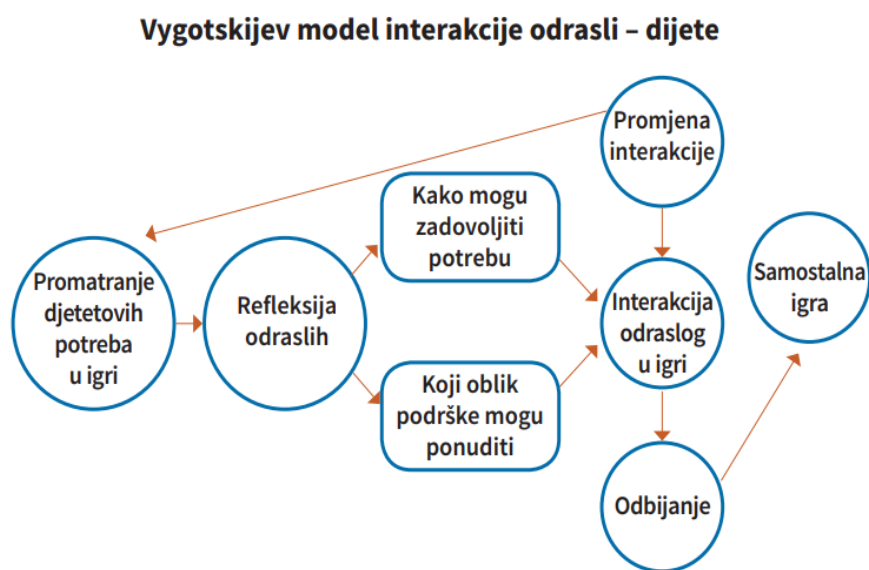 Vygotskijev model interakcije odrasli – dijete
Promjena
interakcije
Kako mogu
zadovoljiti
potrebu
Promatranje
djetetovih
potreba
u igri
Refleksija
odraslih
Interakcija
odraslog
u igri
Samostalna
igra
Koji oblik
podrške mogu
ponuditi
Odbijanje